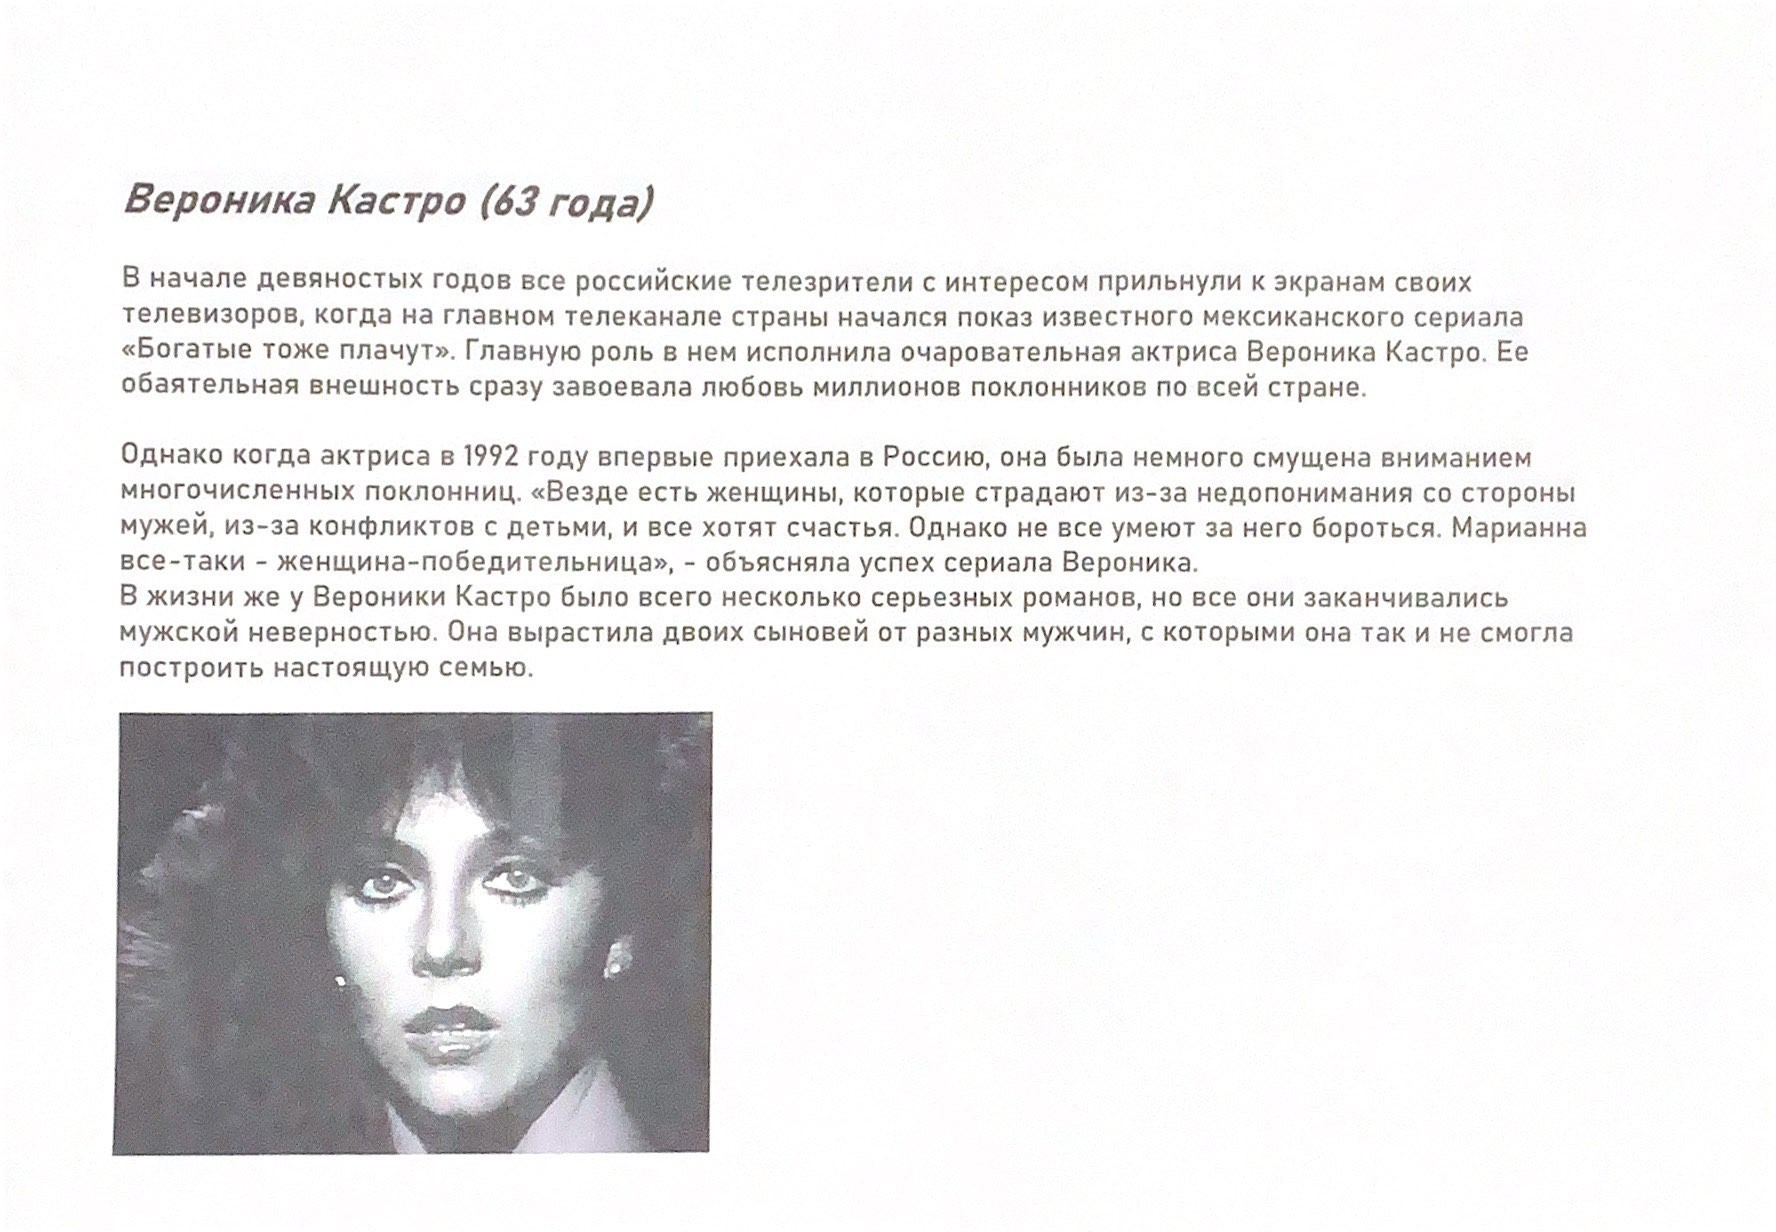 Вероника Кастро (63 года)
В начале девяностых годов все российские телезрители с интересом прильнули к экранам своих
телевизоров, когда на главном телеканале страны начался показ известного мексиканского сериала
«Богатые тоже плачут». Главную роль в нем исполнила очаровательная актриса Вероника Кастро. Ее
обаятельная внешность сразу завоевала любовь миллионов поклонников по всей стране.
Однако когда актриса в 1992 году впервые приехала в Россию, она была немного смущена вниманием
многочисленных поклонниц. «Везде есть женщины, которые страдают из-за недопонимания со стороны
мужей, из-за конфликтов с детьми, и все хотят счастья. Однако не все умеют за него бороться. Марианна
все-таки - женщина-победительница», - объясняла успех сериала Вероника.
В жизни же у Вероники Кастро было всего несколько серьезных романов, но все они заканчивались
мужской неверностью. Она вырастила двоих сыновей от разных мужчин, с которыми она так и не смогла
построить настоящую семью.